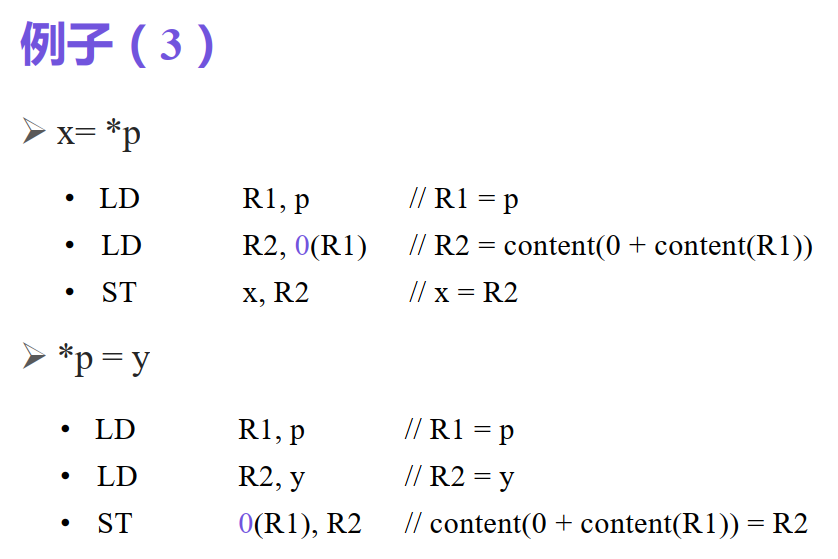 例子（3）
➢ x= *p
• LD R1, p // R1 = p
• LD R2, 0(R1) // R2 = content(0 + content(R1))
• ST x, R2 // x = R2
➢ *p = y
• LD R1, p // R1 = p
• LD R2, y // R2 = y
• ST 0(R1), R2 // content(0 + content(R1)) = R2